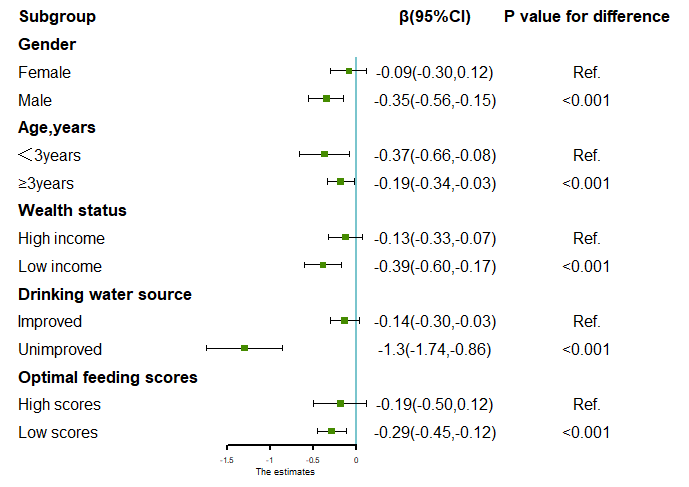 Subgroup β(95%CI) P value for difference
Gender
Female -0.09(-0.30,0.12) Ref.
Male -0.35(-0.56,-0.15) <0.001
Age,years
＜3years -0.37(-0.66,-0.08) Ref.
≥3years -0.19(-0.34,-0.03) <0.001
Wealth status
High income -0.13(-0.33,-0.07) Ref.
Low income -0.39(-0.60,-0.17) <0.001
Drinking water source
Improved -0.14(-0.30,-0.03) Ref.
Unimproved -1.3(-1.74,-0.86) <0.001
Optimal feeding scores
High scores -0.19(-0.50,0.12) Ref.
Low scores -0.29(-0.45,-0.12) <0.001
-1.5 -1 -0.5 0
The estimates